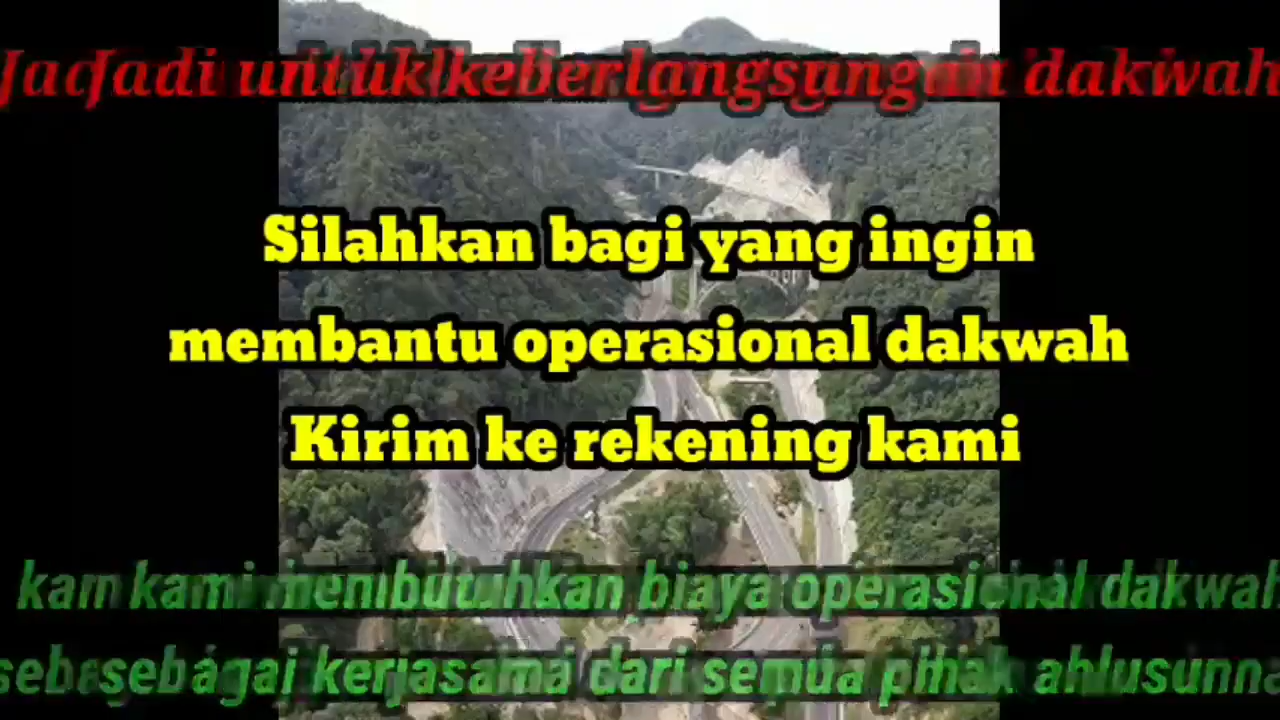 Jadi untuk keberlangsungan dakwah
Silahkan bagi yang ingin
membantu operasional dakwah
Kirim ke rekening kami
kami membutuhkan biaya operasional dakwah
sebagai kerjasama dari semua pihak